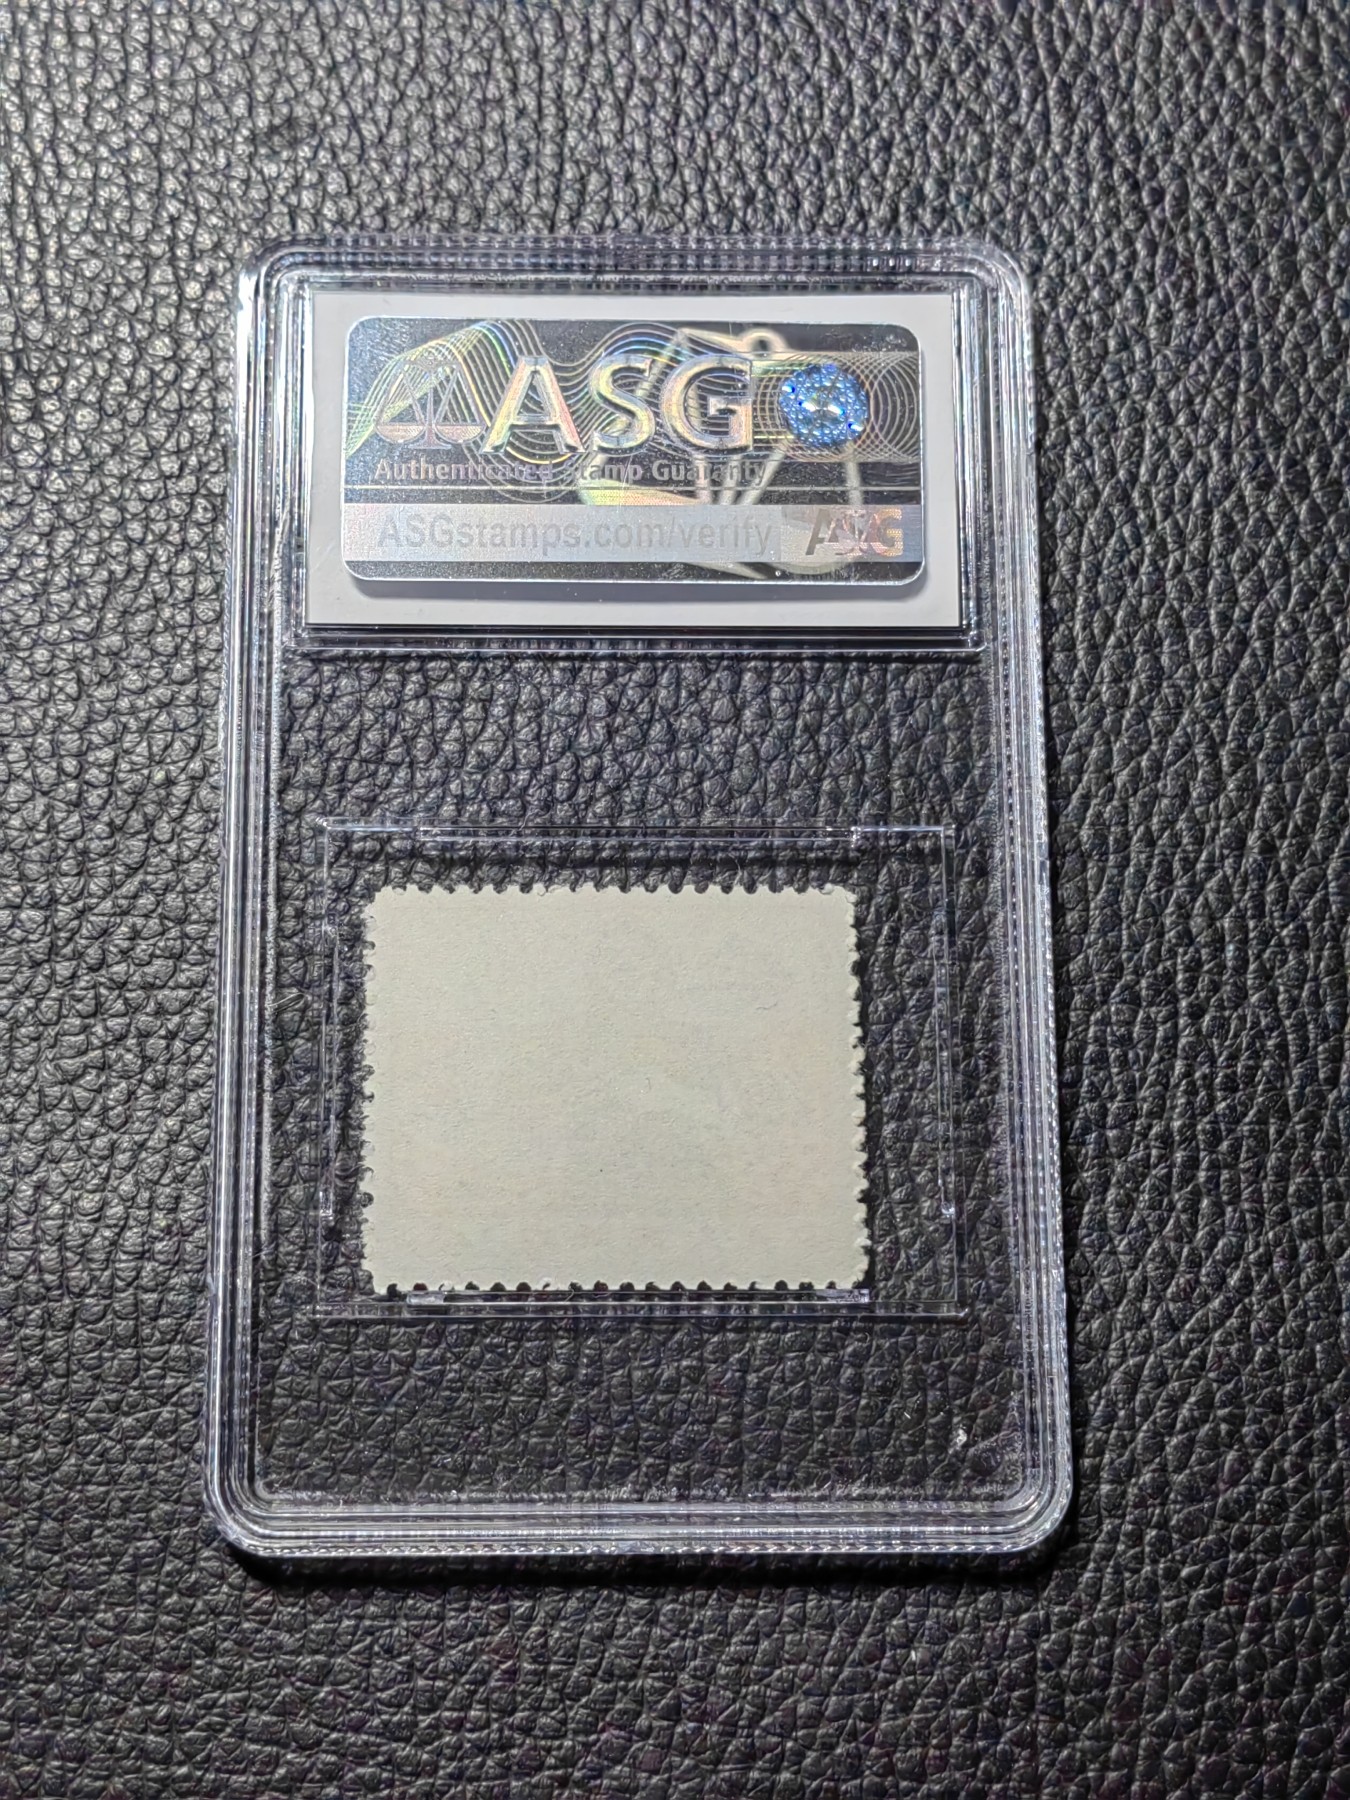 ASG
Authenticated Stamp Guaranty
ASGstamps.com/verify ASG